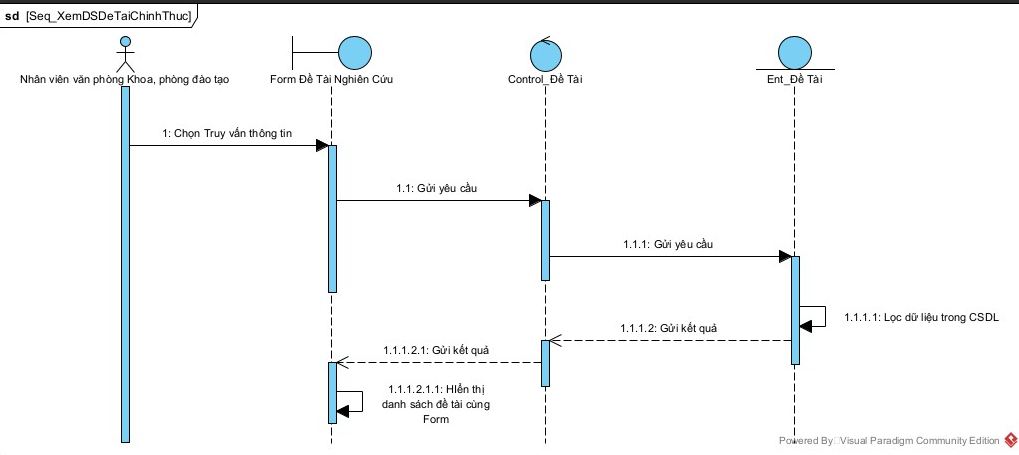 sd [Seq_XemDSDeTaiChinhThuc]
Nhân viên văn phòng Khoa, phòng đào tạo
Form Đề Tài Nghiên Cứu
Control_Đề Tài
Ent_Đề Tài
1: Chọn Truy vấn thông tin
1.1: Gửi yêu cầu
1.1.1: Gửi yêu cầu
1.1.1.1: Lọc dữ liệu trong CSDL
1.1.1.2: Gửi kết quả
1.1.1.2.1: Gửi kết quả
1.1.1.2.1.1: HIển thị
danh sách đề tài cùng
Form
Powered By Visual Paradigm Community Edition